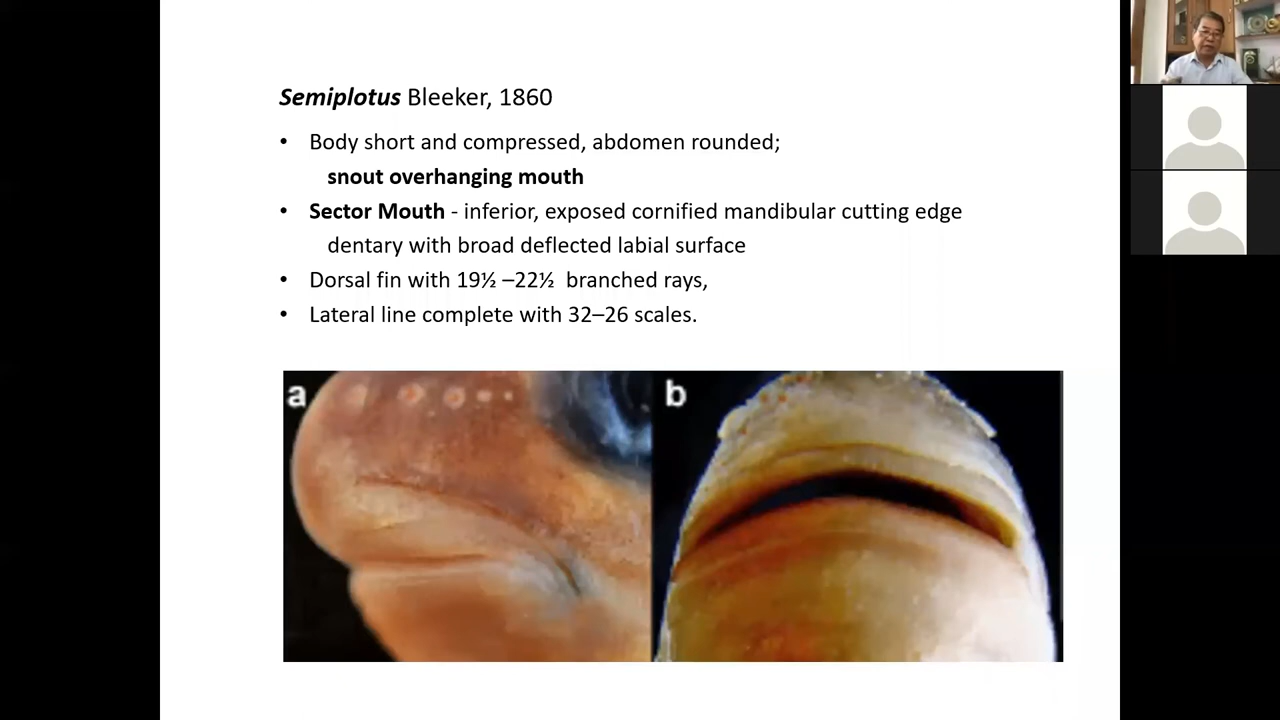 Semiplotus Bleeker, 1860
• Body short and compressed, abdomen rounded;
snout overhanging mouth
• Sector Mouth - inferior, exposed cornified mandibular cutting edge
dentary with broad deflected labial surface
• Dorsal fin with 19½ –22½ branched rays,
• Lateral line complete with 32–26 scales.
a
b